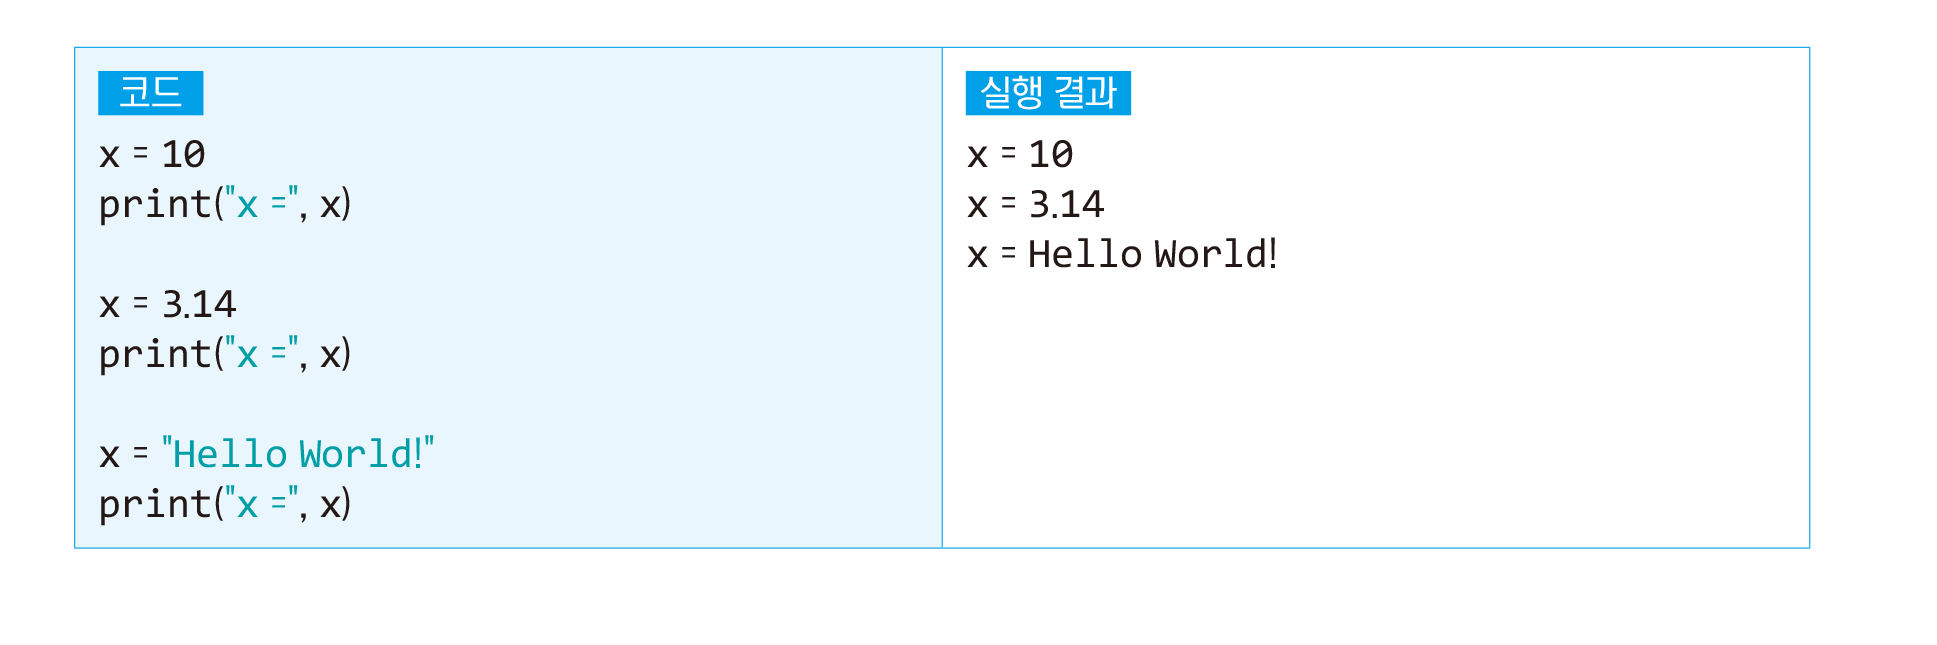 코드
x = 10
print("x =", x)
x = 3.14
print("x =", x)
x = "Hello World!"
print("x =", x)
실행 결과
x = 10
x = 3.14
x = Hello World!